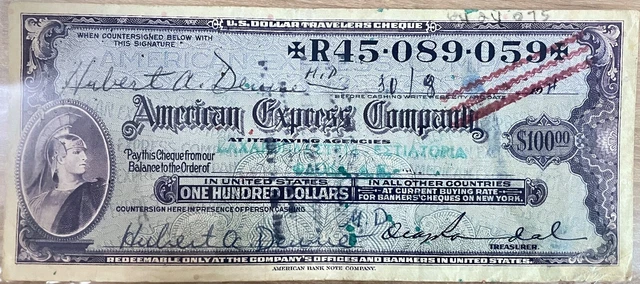 U.S. DOLLAR TRAVELERS CHEQUE
WHEN COUNTERSIGNED BELOW WITH
THIS SIGNATURE
R45·089·059
Hubert A. M.D. 30/8
BEFORE CASHING WRITE HERE
American Express Company
AT ITS PAYING AGENCIES
Pay this Cheque from our
Balance to the Order of
$100.00
IN UNITED STATES
ONE HUNDRED DOLLARS
IN ALL OTHER COUNTRIES
AT CURRENT BUYING RATE
FOR BANKERS' CHEQUES ON NEW YORK.
COUNTERSIGN HERE IN PRESENCE OF PERSON CASHING
Hubert A M.D.
TREASURER.
REDEEMABLE ONLY AT THE COMPANY'S OFFICES AND BANKERS IN UNITED STATES.
AMERICAN BANK NOTE COMPANY.